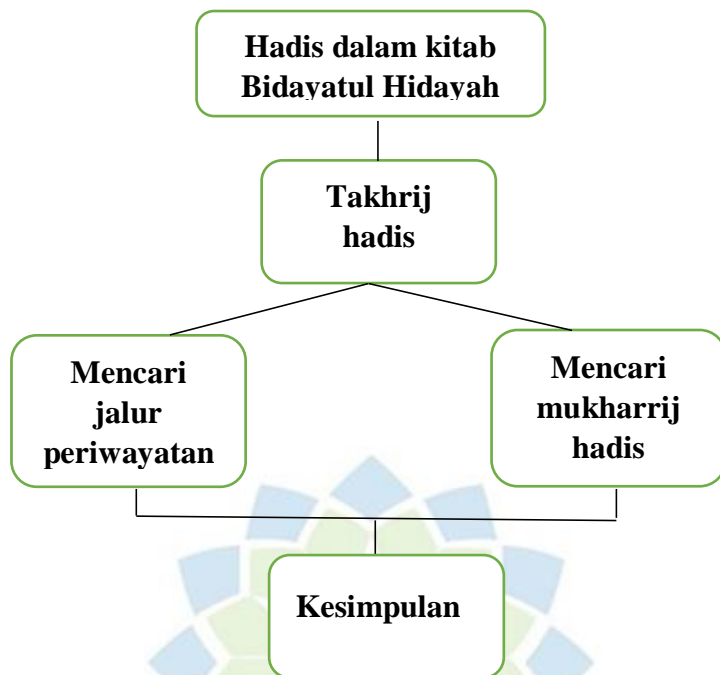 Hadis dalam kitab
Bidayatul Hidayah
Takhrij
hadis
Mencari
jalur
periwayatan
Mencari
mukharrij
hadis
Kesimpulan